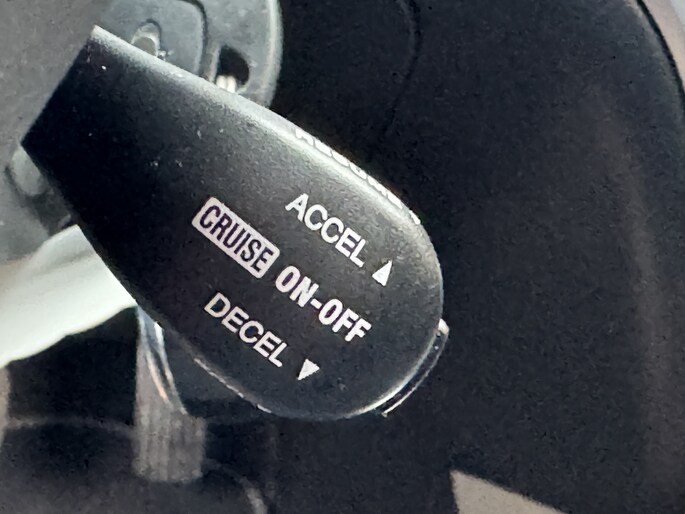 ACCEL ▲
CRUISE ON-OFF
DECEL ▼